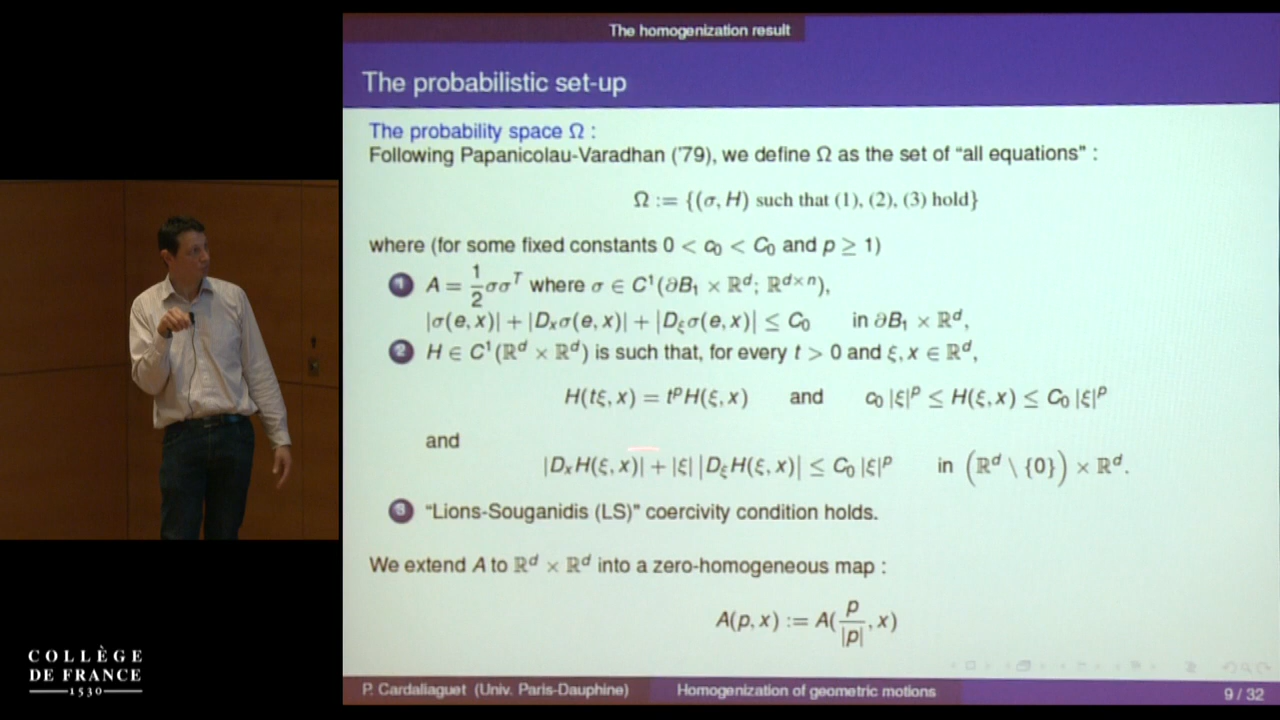 The homogenization result
The probabilistic set-up
The probability space Ω :
Following Papanicolau-Varadhan ('79), we define Ω as the set of "all equations" :
Ω := {(σ, H) such that (1), (2), (3) hold}
where (for some fixed constants 0 < c₀ < C₀ and p ≥ 1)
1 A = 1/2 σσᵀ where σ ∈ C¹(∂B₁ × ℝᵈ; ℝᵈˣⁿ),
|σ(e, x)| + |Dₓσ(e, x)| + |D_ξσ(e, x)| ≤ C₀ in ∂B₁ × ℝᵈ,
2 H ∈ C¹(ℝᵈ × ℝᵈ) is such that, for every t > 0 and ξ, x ∈ ℝᵈ,
H(tξ, x) = tᵖH(ξ, x) and c₀ |ξ|ᵖ ≤ H(ξ, x) ≤ C₀ |ξ|ᵖ
and
|DₓH(ξ, x)| + |ξ| |D_ξH(ξ, x)| ≤ C₀ |ξ|ᵖ in (ℝᵈ \ {0}) × ℝᵈ.
3 "Lions-Souganidis (LS)" coercivity condition holds.
We extend A to ℝᵈ × ℝᵈ into a zero-homogeneous map :
A(p, x) := A(p/|p|, x)
COLLÈGE
DE FRANCE
1530
P. Cardaliaguet (Univ. Paris-Dauphine) Homogenization of geometric motions 9 / 32